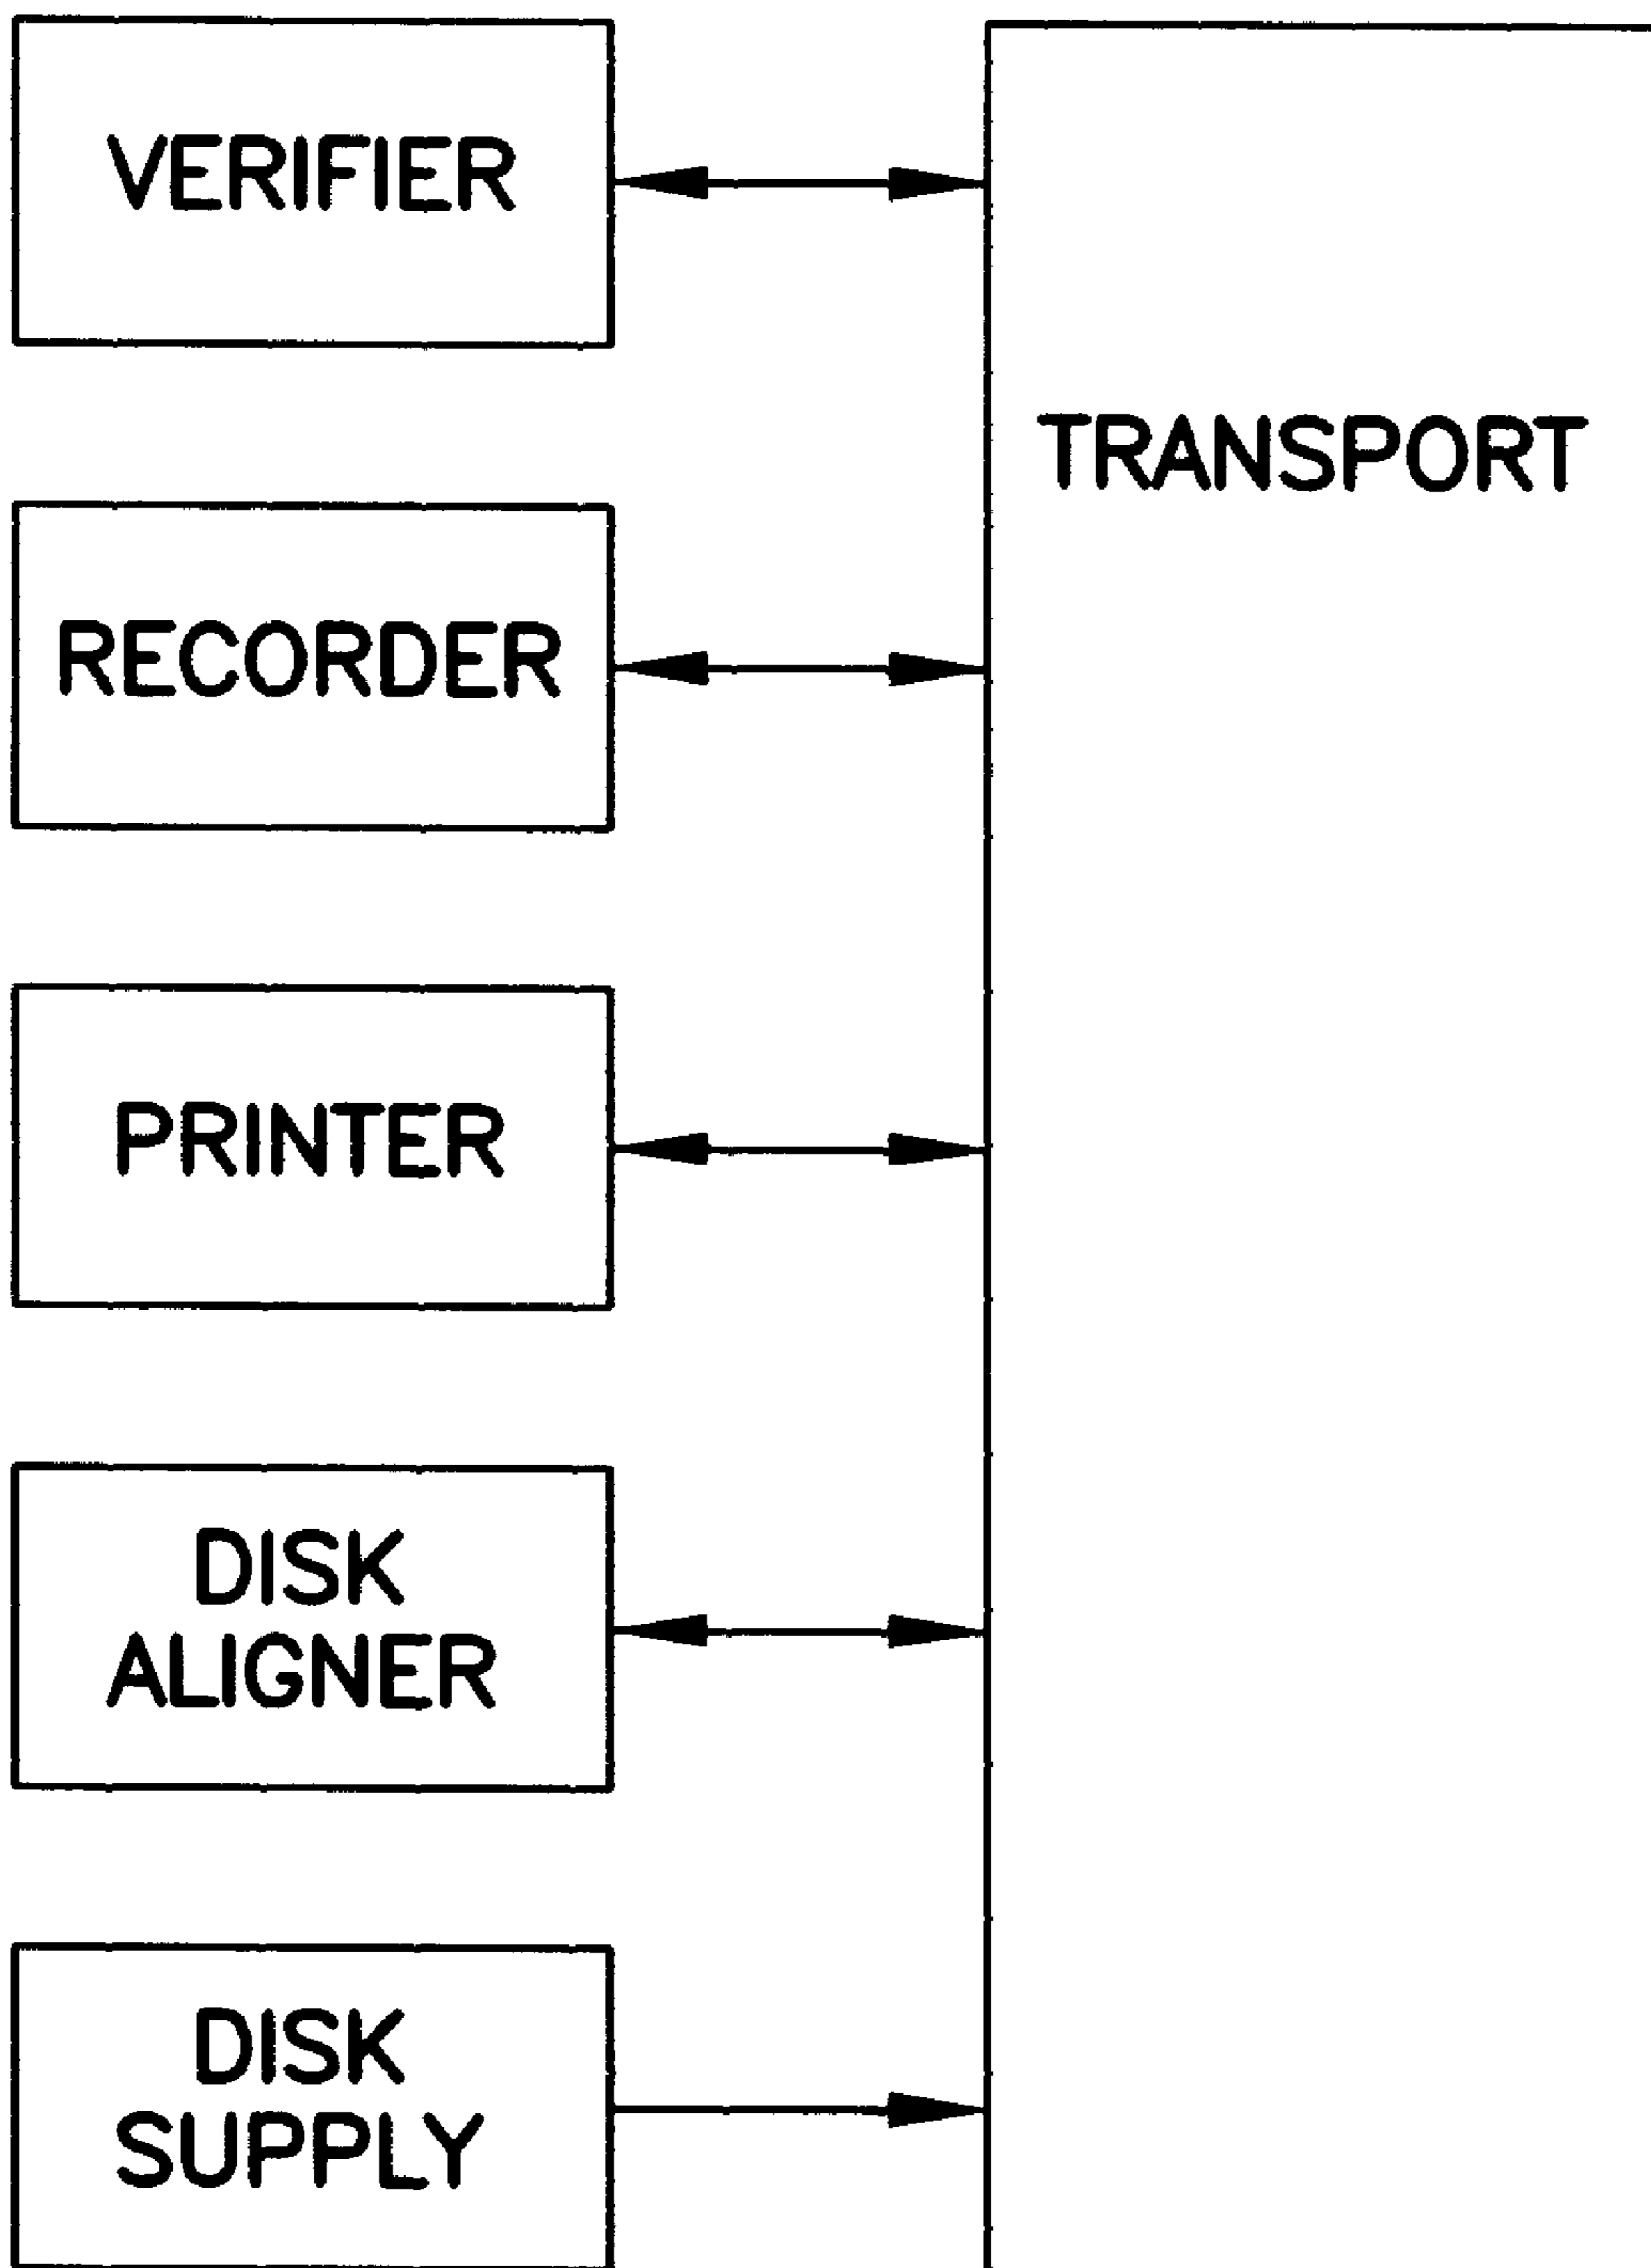 VERIFIER
TRANSPORT
RECORDER
PRINTER
DISK
ALIGNER
DISK
SUPPLY